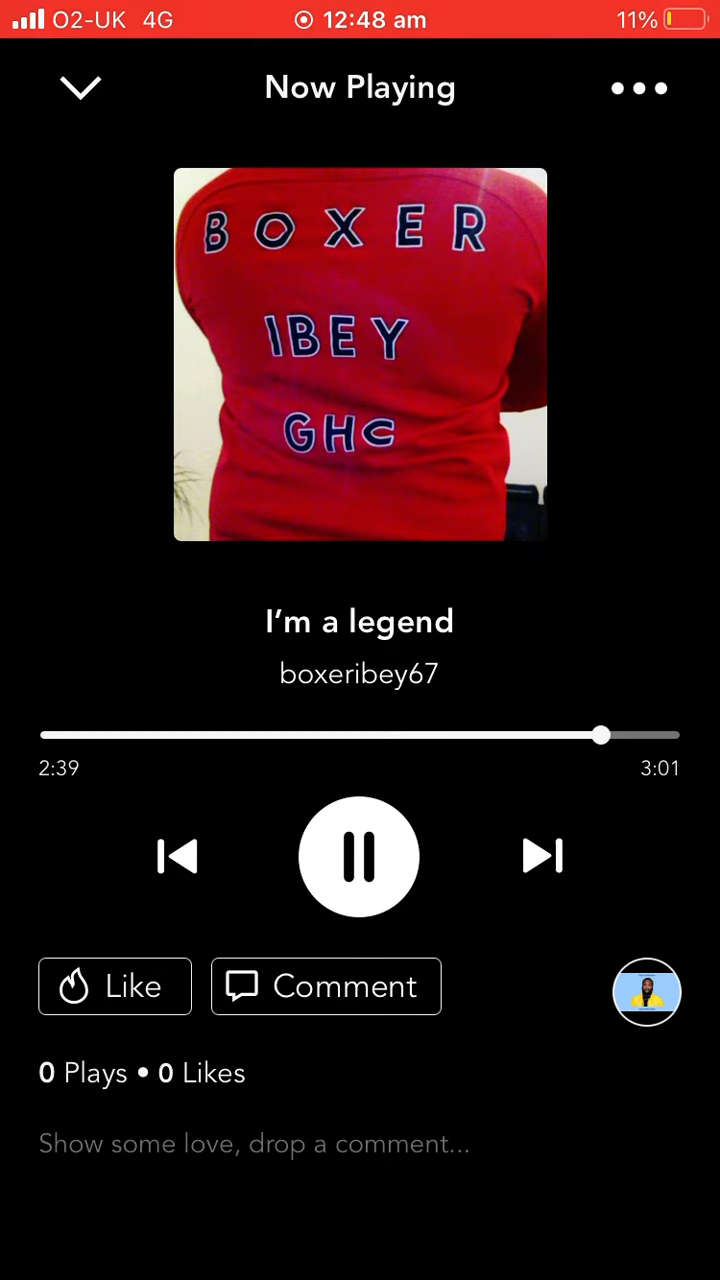 O2-UK 4G 12:48 am 11%
Now Playing
BOXER
IBEY
GHC
I'm a legend
boxeribey67
2:39 3:01
Like Comment
0 Plays • 0 Likes
Show some love, drop a comment...